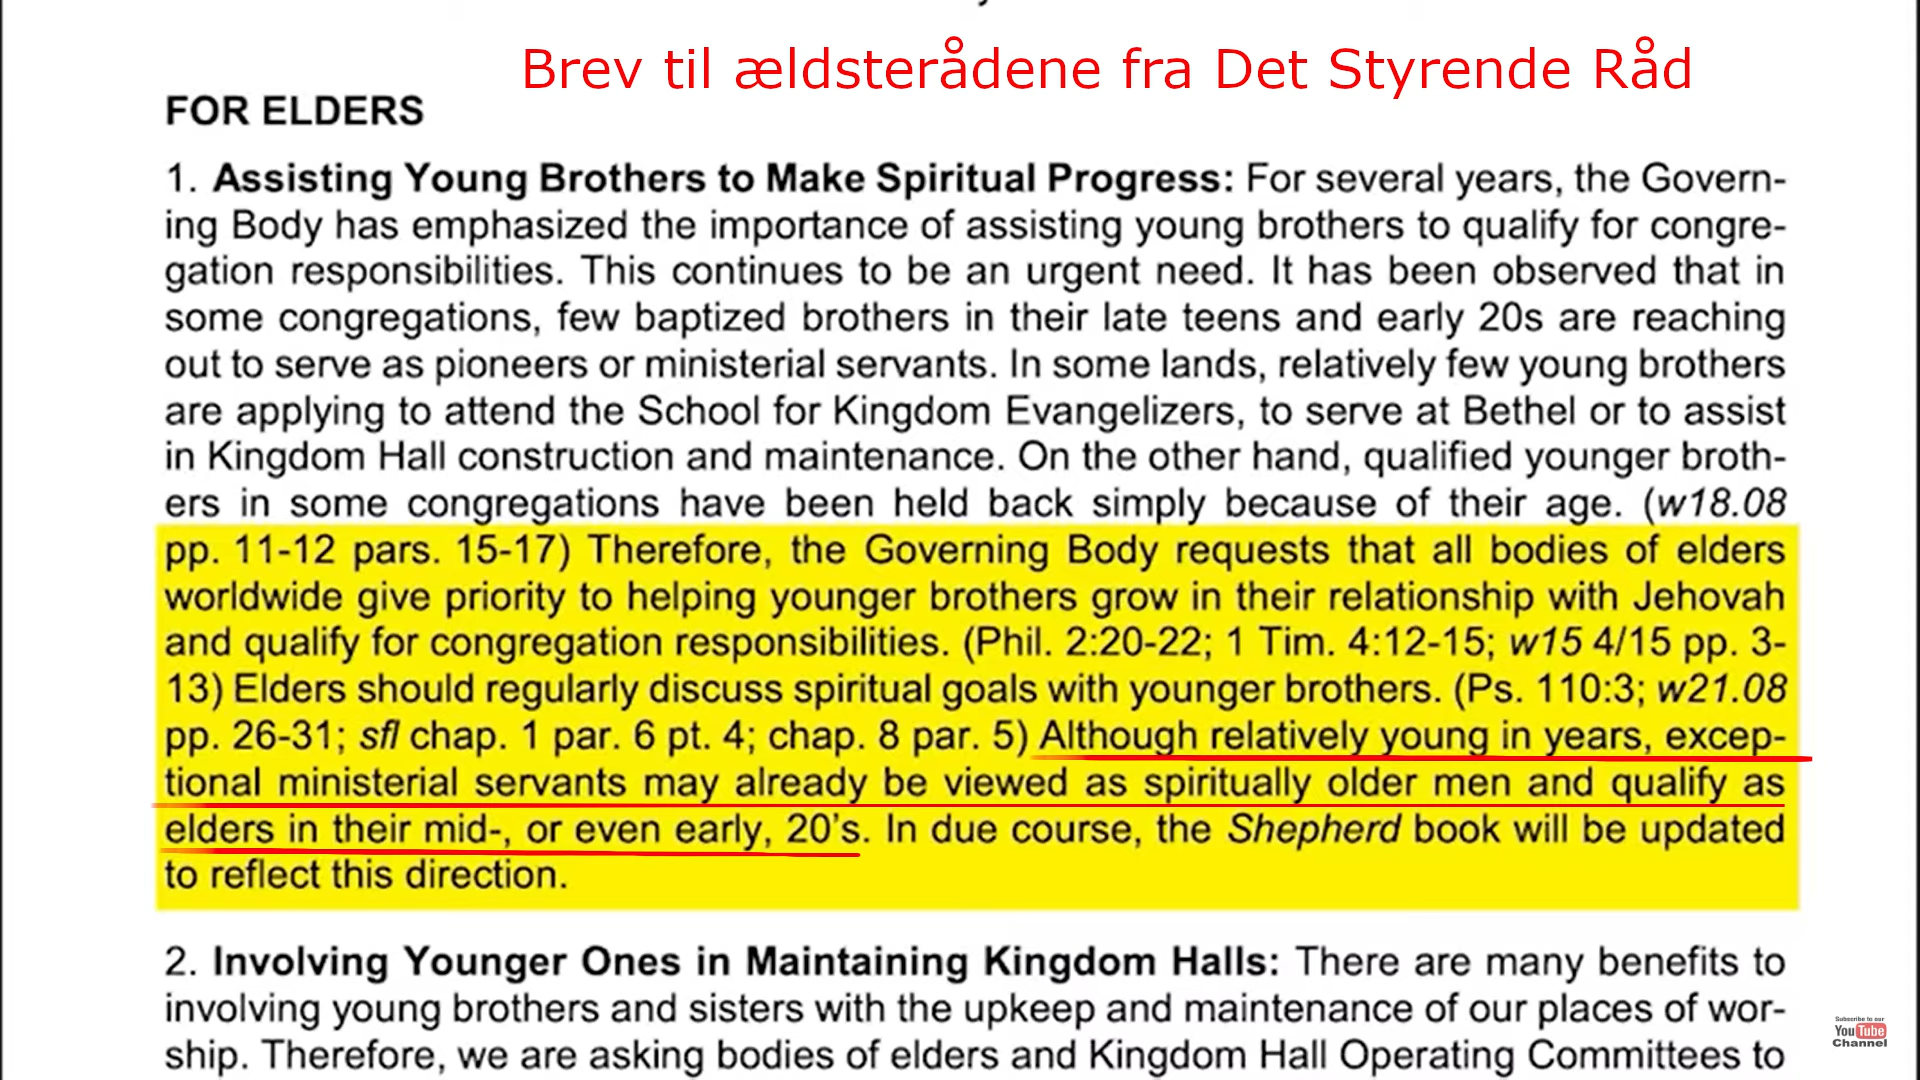 Brev til ældsterådene fra Det Styrende Råd
FOR ELDERS
1. Assisting Young Brothers to Make Spiritual Progress: For several years, the Govern-
ing Body has emphasized the importance of assisting young brothers to qualify for congre-
gation responsibilities. This continues to be an urgent need. It has been observed that in
some congregations, few baptized brothers in their late teens and early 20s are reaching
out to serve as pioneers or ministerial servants. In some lands, relatively few young brothers
are applying to attend the School for Kingdom Evangelizers, to serve at Bethel or to assist
in Kingdom Hall construction and maintenance. On the other hand, qualified younger broth-
ers in some congregations have been held back simply because of their age. (w18.08
pp. 11-12 pars. 15-17) Therefore, the Governing Body requests that all bodies of elders
worldwide give priority to helping younger brothers grow in their relationship with Jehovah
and qualify for congregation responsibilities. (Phil. 2:20-22; 1 Tim. 4:12-15; w15 4/15 pp. 3-
13) Elders should regularly discuss spiritual goals with younger brothers. (Ps. 110:3; w21.08
pp. 26-31; sfl chap. 1 par. 6 pt. 4; chap. 8 par. 5) Although relatively young in years, excep-
tional ministerial servants may already be viewed as spiritually older men and qualify as
elders in their mid-, or even early, 20's. In due course, the Shepherd book will be updated
to reflect this direction.
2. Involving Younger Ones in Maintaining Kingdom Halls: There are many benefits to
involving young brothers and sisters with the upkeep and maintenance of our places of wor-
ship. Therefore, we are asking bodies of elders and Kingdom Hall Operating Committees to
Subscribe to our
YouTube
Channel